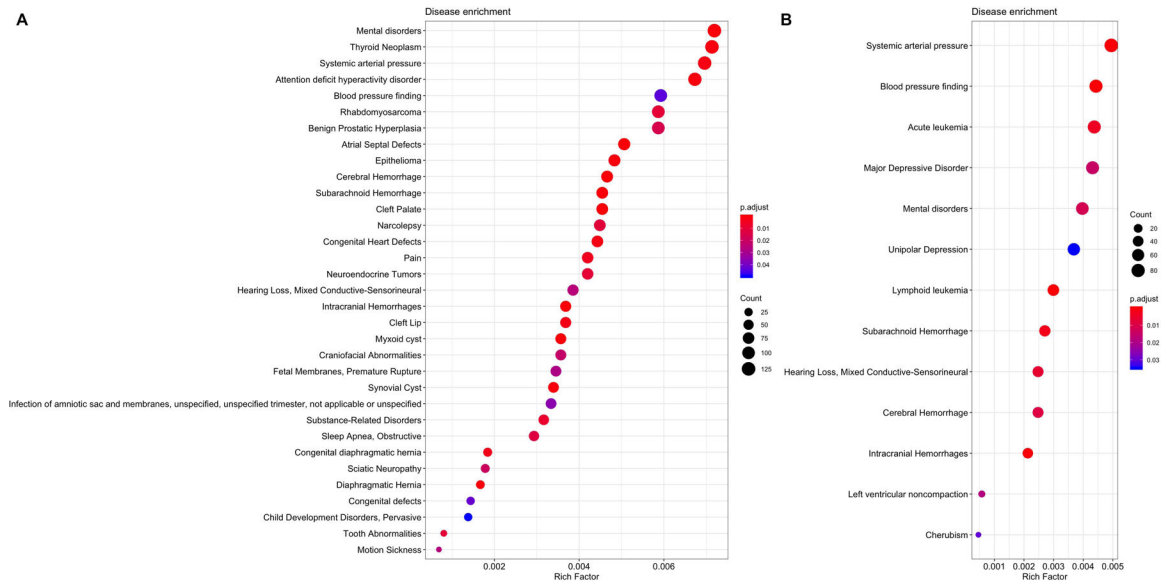 A
Disease enrichment
Mental disorders
Thyroid Neoplasm
Systemic arterial pressure
Attention deficit hyperactivity disorder
Blood pressure finding
Rhabdomyosarcoma
Benign Prostatic Hyperplasia
Atrial Septal Defects
Epithelioma
Cerebral Hemorrhage
Subarachnoid Hemorrhage
Cleft Palate
Narcolepsy
Congenital Heart Defects
Pain
Neuroendocrine Tumors
Hearing Loss, Mixed Conductive-Sensorineural
Intracranial Hemorrhages
Cleft Lip
Myxoid cyst
Craniofacial Abnormalities
Fetal Membranes, Premature Rupture
Synovial Cyst
Infection of amniotic sac and membranes, unspecified, unspecified trimester, not applicable or unspecified
Substance-Related Disorders
Sleep Apnea, Obstructive
Congenital diaphragmatic hernia
Sciatic Neuropathy
Diaphragmatic Hernia
Congenital defects
Child Development Disorders, Pervasive
Tooth Abnormalities
Motion Sickness
0.002 0.004 0.006
Rich Factor
p.adjust
0.01
0.02
0.03
0.04
Count
25
50
75
100
125
B
Disease enrichment
Systemic arterial pressure
Blood pressure finding
Acute leukemia
Major Depressive Disorder
Mental disorders
Unipolar Depression
Lymphoid leukemia
Subarachnoid Hemorrhage
Hearing Loss, Mixed Conductive-Sensorineural
Cerebral Hemorrhage
Intracranial Hemorrhages
Left ventricular noncompaction
Cherubism
0.001 0.002 0.003 0.004 0.005
Rich Factor
Count
20
40
60
80
p.adjust
0.01
0.02
0.03